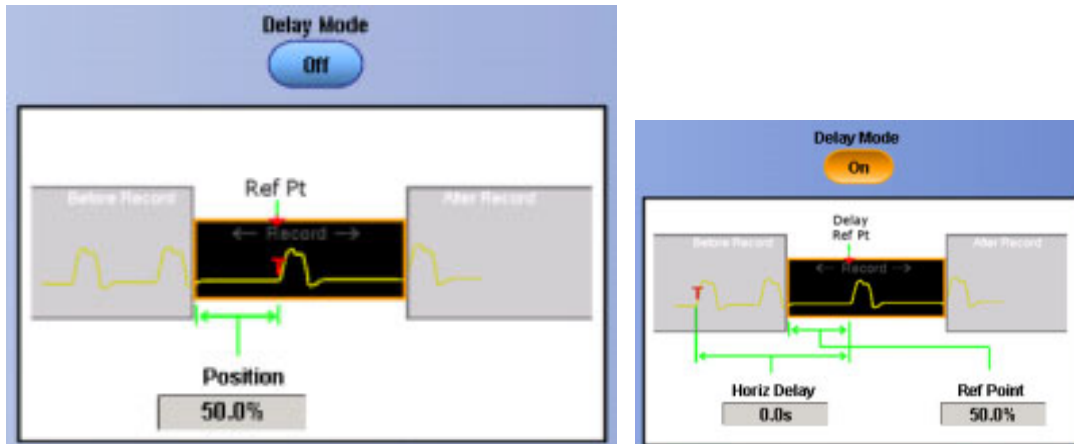 Delay Mode
Off
Ref Pt
Before Record
← Record →
After Record
T
Position
50.0%
Delay Mode
On
Delay
Ref Pt
Before Record
← Record →
After Record
T
Horiz Delay
0.0s
Ref Point
50.0%